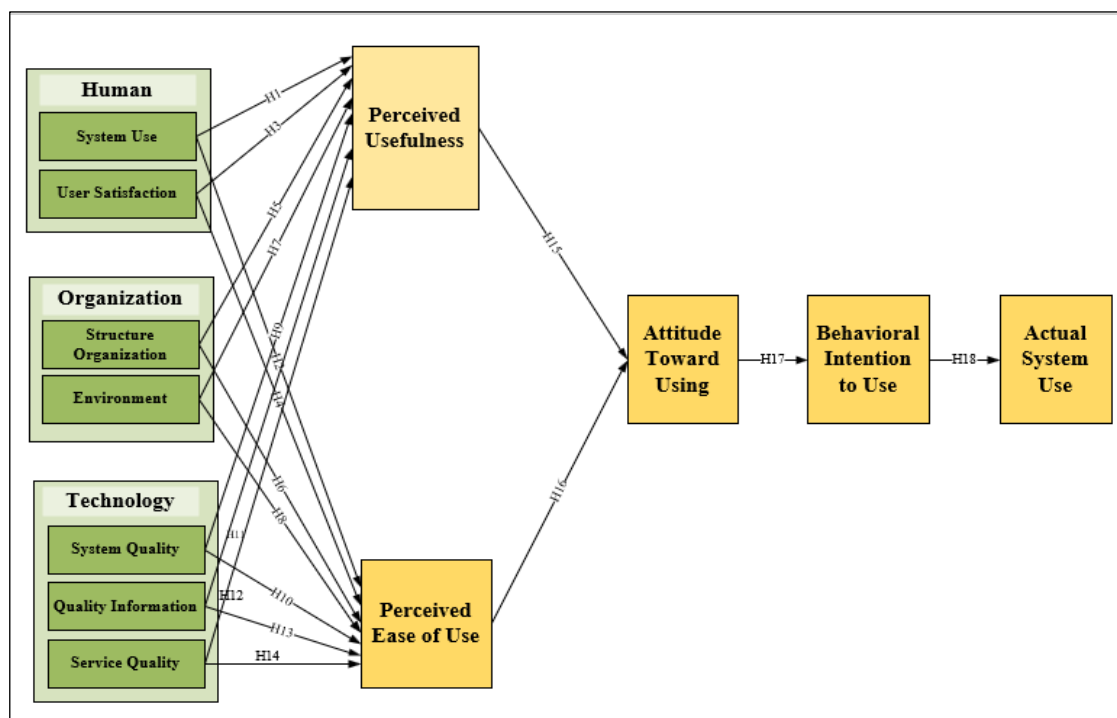 Human
System Use
User Satisfaction
Organization
Structure
Organization
Environment
Technology
System Quality
Quality Information
Service Quality
Perceived
Usefulness
Perceived
Ease of Use
Attitude
Toward
Using
Behavioral
Intention
to Use
Actual
System
Use
H1
H3
H5
H7
H9
H2
H4
H6
H8
H11
H12
H10
H13
H14
H15
H16
H17
H18